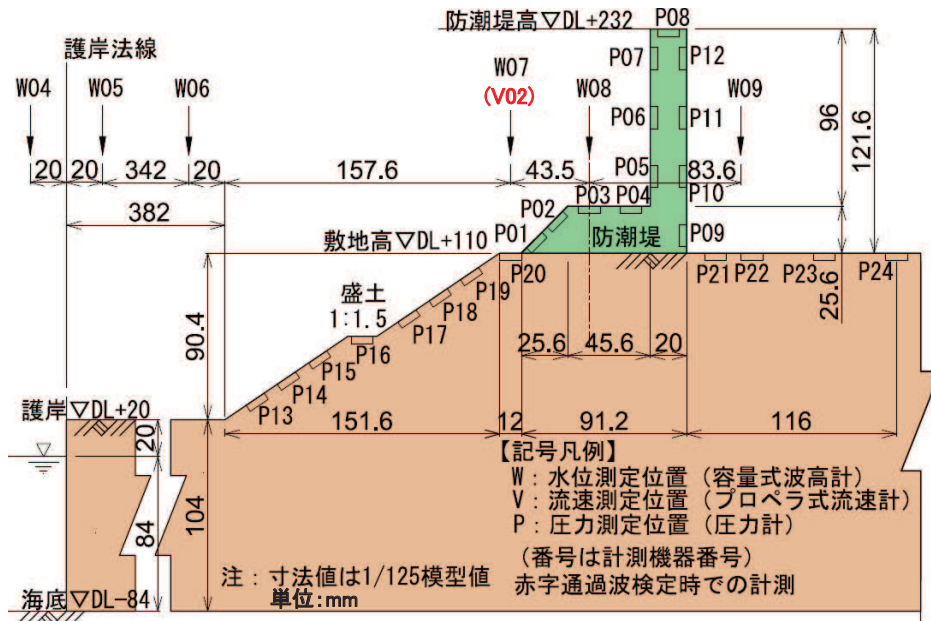 防潮堤高▽DL+232
P08
護岸法線
P07
P12
W04
W05
W06
W07
(V02)
W08
W09
P06
P11
96
121.6
20
20
342
20
157.6
43.5
83.6
P05
P10
382
P03
P04
P02
P01
敷地高▽DL+110
防潮堤
P09
P20
P21
P22
P23
P24
25.6
盛土
1:1.5
P19
P18
P17
P16
P15
P14
P13
90.4
25.6
45.6
20
護岸▽DL+20
151.6
12
91.2
116
20
84
104
【記号凡例】
W:水位測定位置(容量式波高計)
V:流速測定位置(プロペラ式流速計)
P:圧力測定位置(圧力計)
(番号は計測機器番号)
赤字通過波検定時での計測
注:寸法値は1/125模型値
単位:mm
海底▽DL-84